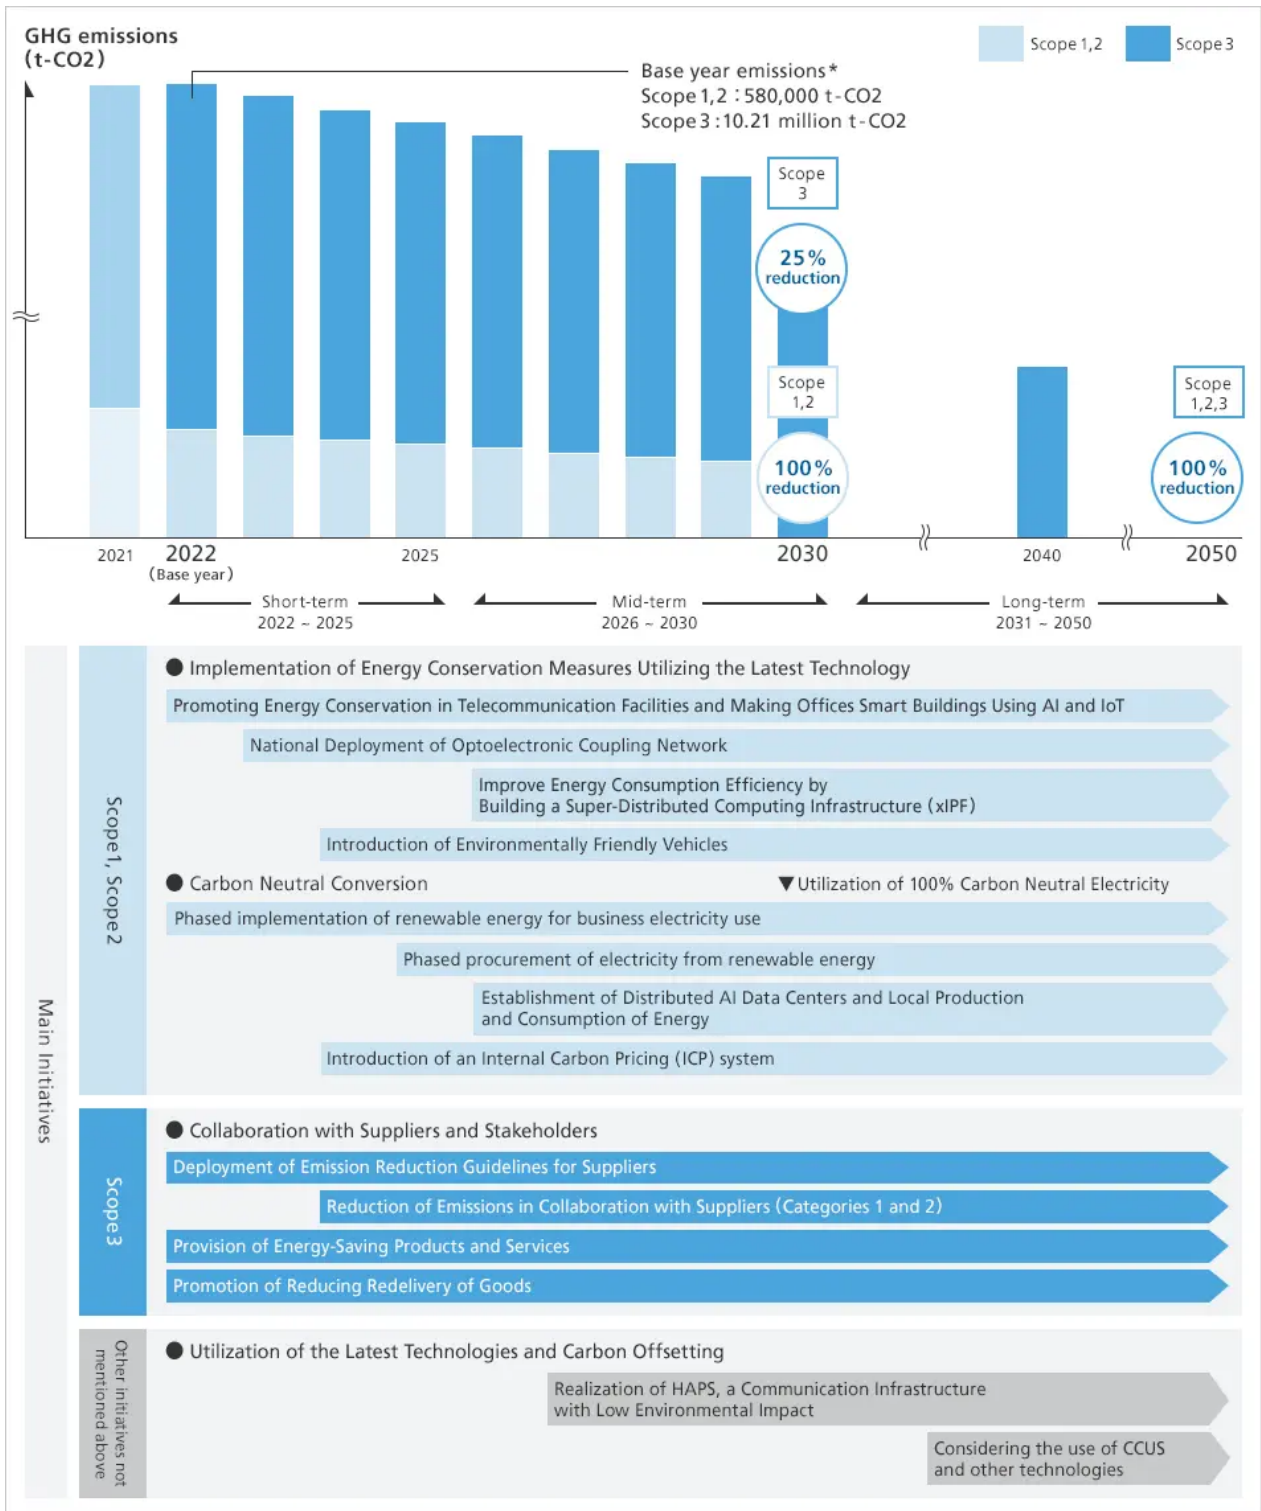 GHG emissions
(t-CO2)
Scope 1,2
Scope 3
Base year emissions*
Scope 1,2 : 580,000 t-CO2
Scope 3 : 10.21 million t-CO2
Scope
3
25%
reduction
Scope
1,2
100%
reduction
Scope
1,2,3
100%
reduction
2021
2022
(Base year)
2025
2030
2040
2050
Short-term
2022 ~ 2025
Mid-term
2026 ~ 2030
Long-term
2031 ~ 2050
Main Initiatives
Scope1, Scope2
● Implementation of Energy Conservation Measures Utilizing the Latest Technology
Promoting Energy Conservation in Telecommunication Facilities and Making Offices Smart Buildings Using AI and IoT
National Deployment of Optoelectronic Coupling Network
Improve Energy Consumption Efficiency by
Building a Super-Distributed Computing Infrastructure (xIPF)
Introduction of Environmentally Friendly Vehicles
● Carbon Neutral Conversion
▼Utilization of 100% Carbon Neutral Electricity
Phased implementation of renewable energy for business electricity use
Phased procurement of electricity from renewable energy
Establishment of Distributed AI Data Centers and Local Production
and Consumption of Energy
Introduction of an Internal Carbon Pricing (ICP) system
Scope3
● Collaboration with Suppliers and Stakeholders
Deployment of Emission Reduction Guidelines for Suppliers
Reduction of Emissions in Collaboration with Suppliers (Categories 1 and 2)
Provision of Energy-Saving Products and Services
Promotion of Reducing Redelivery of Goods
Other initiatives not
mentioned above
● Utilization of the Latest Technologies and Carbon Offsetting
Realization of HAPS, a Communication Infrastructure
with Low Environmental Impact
Considering the use of CCUS
and other technologies